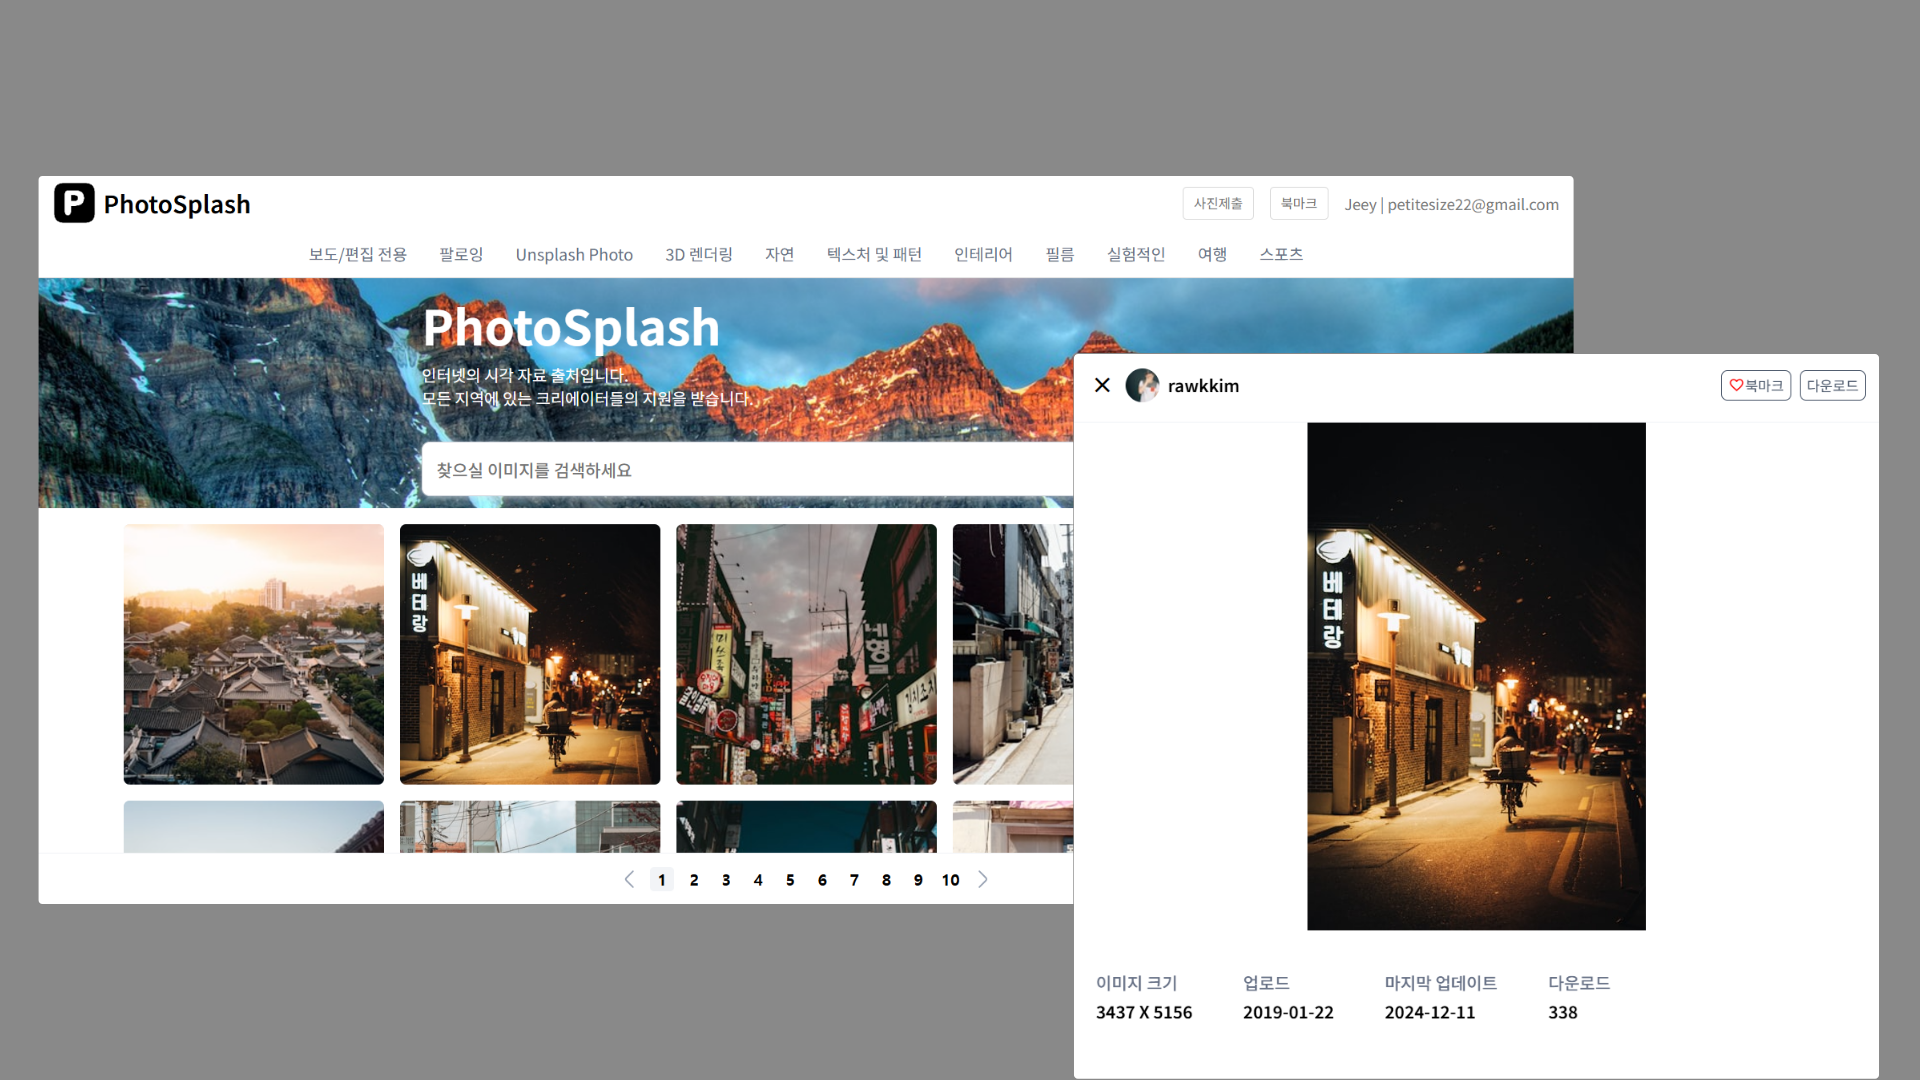 P PhotoSplash
사진제출 북마크 Jeey | petitesize22@gmail.com
보도/편집 전용 팔로잉 Unsplash Photo 3D 렌더링 자연 텍스처 및 패턴 인테리어 필름 실험적인 여행 스포츠
PhotoSplash
인터넷의 시각 자료 출처입니다.
모든 지역에 있는 크리에이터들의 지원을 받습니다.
찾으실 이미지를 검색하세요
베테랑
1 2 3 4 5 6 7 8 9 10
rawkkim
북마크 다운로드
베테랑
이미지 크기 업로드 마지막 업데이트 다운로드
3437 X 5156 2019-01-22 2024-12-11 338